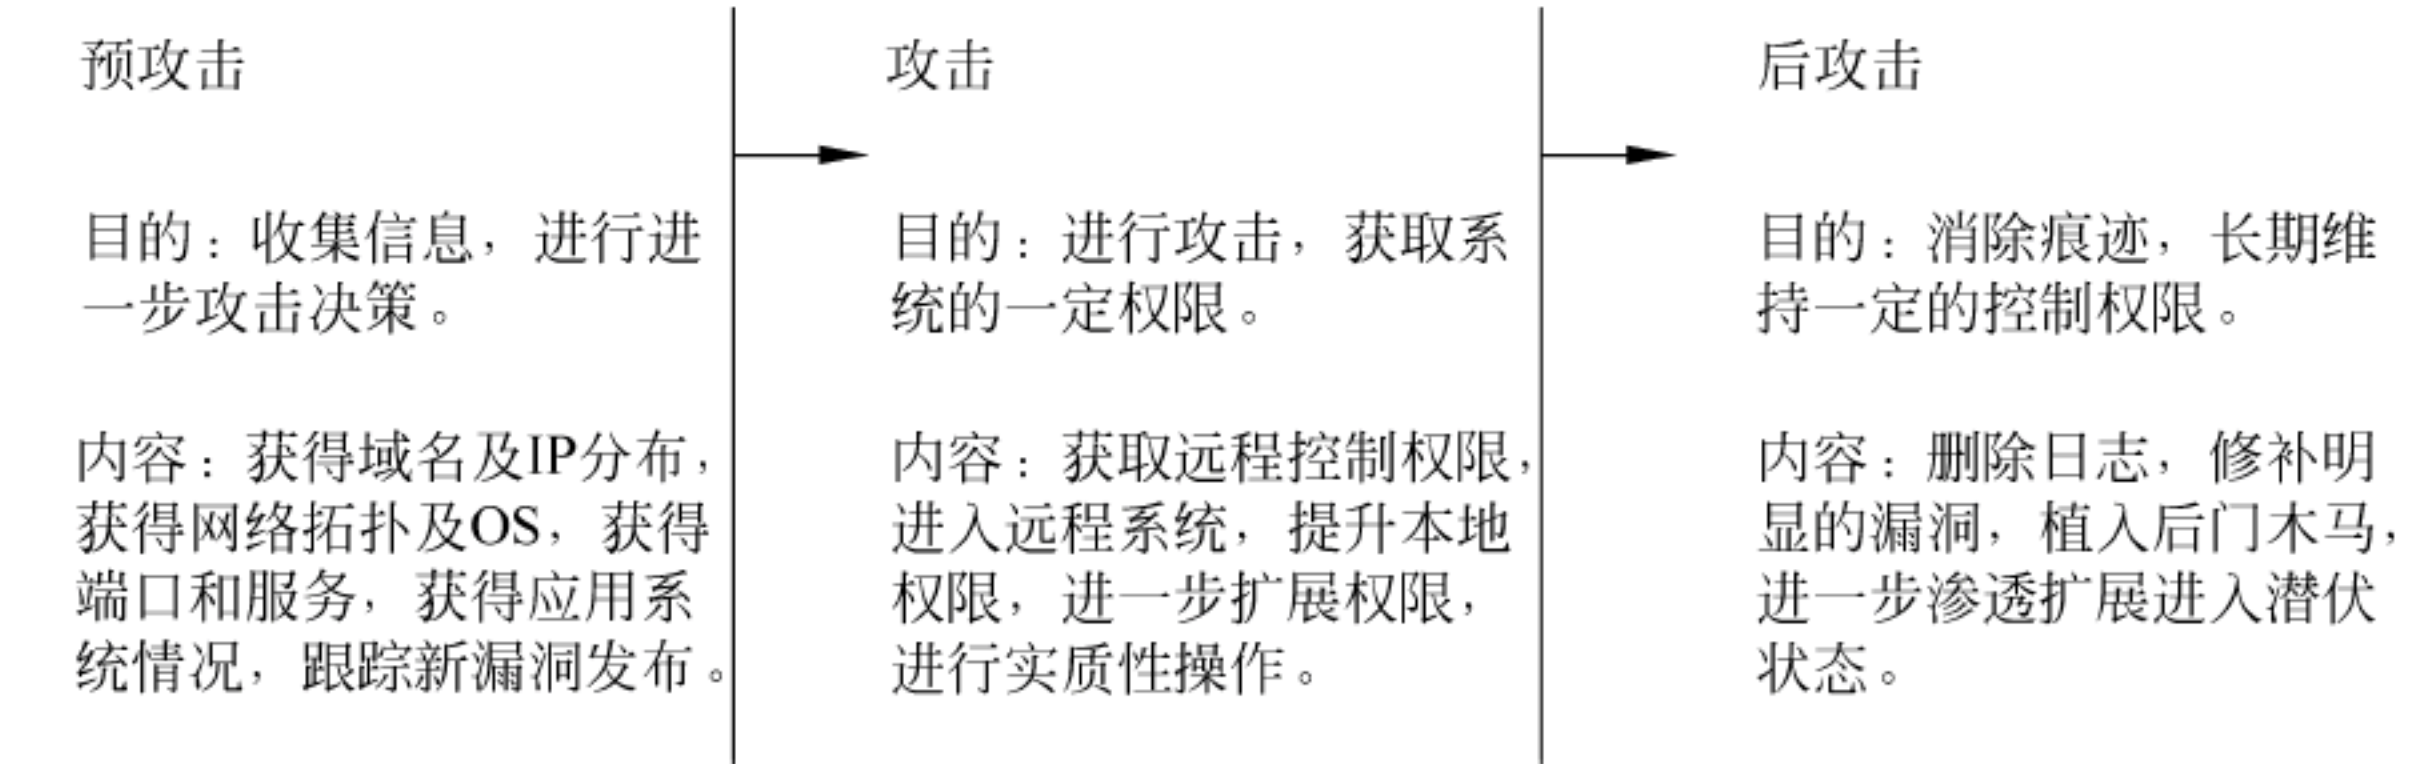 预攻击
目的：收集信息，进行进
一步攻击决策。
内容：获得域名及IP分布，
获得网络拓扑及OS，获得
端口和服务，获得应用系
统情况，跟踪新漏洞发布。
攻击
目的：进行攻击，获取系
统的一定权限。
内容：获取远程控制权限，
进入远程系统，提升本地
权限，进一步扩展权限，
进行实质性操作。
后攻击
目的：消除痕迹，长期维
持一定的控制权限。
内容：删除日志，修补明
显的漏洞，植入后门木马，
进一步渗透扩展进入潜伏
状态。